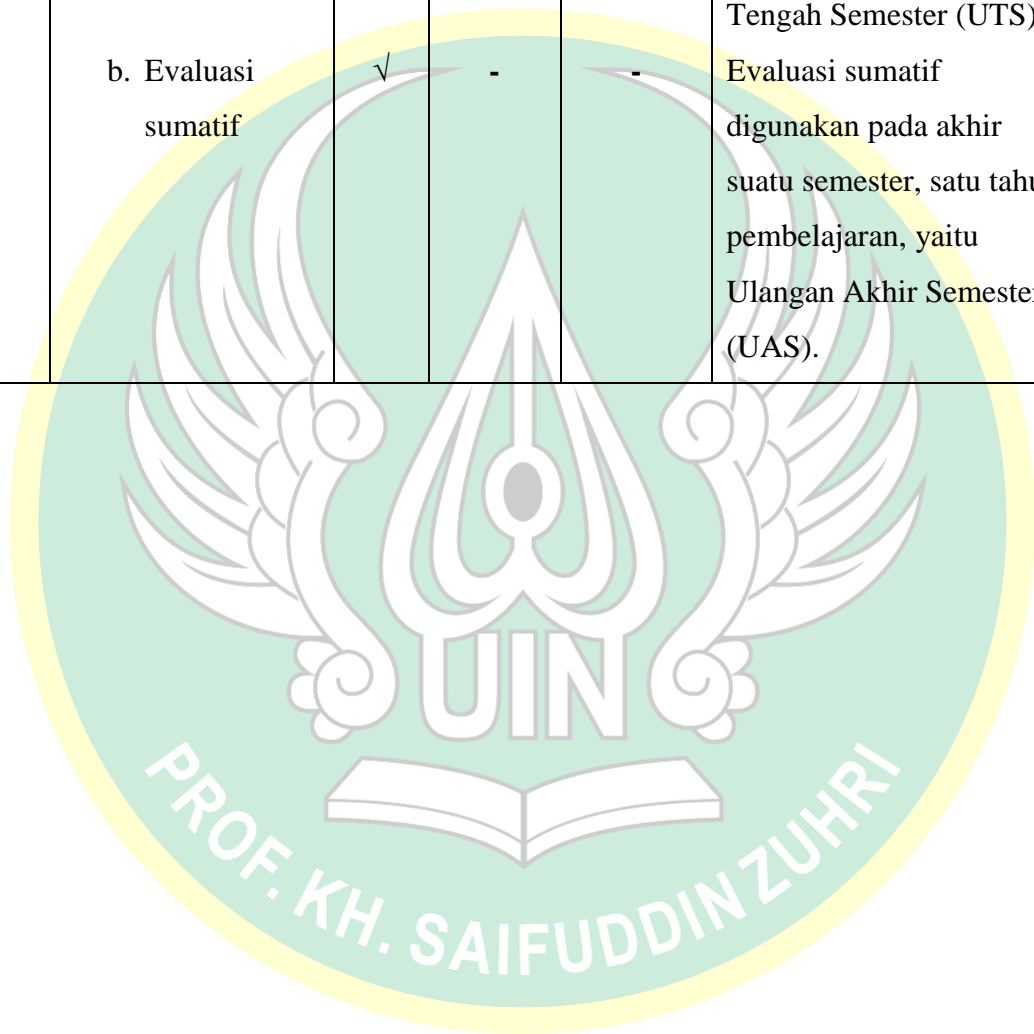 Tengah Semester (UTS)
b. Evaluasi √ - - Evaluasi sumatif
sumatif digunakan pada akhir
suatu semester, satu
pembelajaran, yaitu
Ulangan Akhir Semester
(UAS).
UIN
PROF. KH. SAIFUDDIN ZUHRI